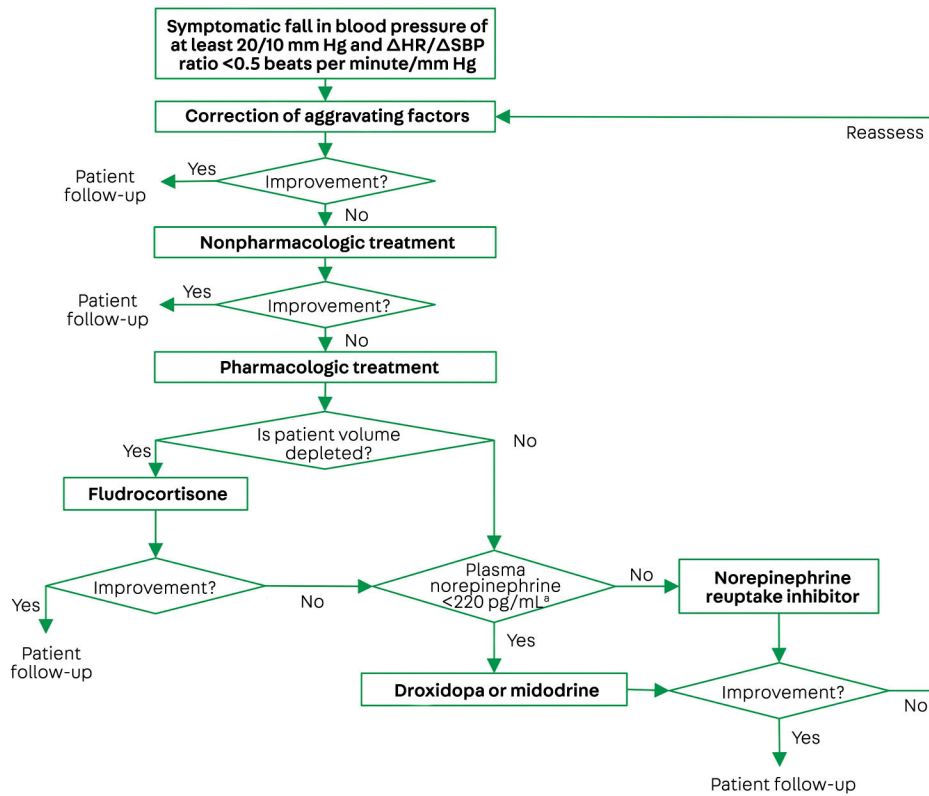 Symptomatic fall in blood pressure of
at least 20/10 mm Hg and ΔHR/ΔSBP
ratio <0.5 beats per minute/mm Hg
Correction of aggravating factors
Reassess
Yes
Patient
follow-up
Improvement?
No
Nonpharmacologic treatment
Yes
Patient
follow-up
Improvement?
No
Pharmacologic treatment
Is patient volume
depleted?
Yes
No
Fludrocortisone
Improvement?
Yes
No
Patient
follow-up
Plasma
norepinephrine
<220 pg/mLᵃ
No
Norepinephrine
reuptake inhibitor
Yes
Droxidopa or midodrine
Improvement?
No
Yes
Patient follow-up